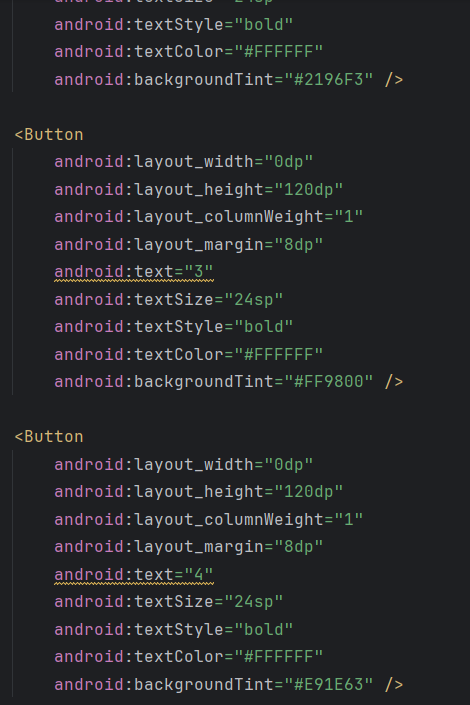 android:textStyle="bold"
android:textColor="#FFFFFF"
android:backgroundTint="#2196F3" />
<Button
android:layout_width="0dp"
android:layout_height="120dp"
android:layout_columnWeight="1"
android:layout_margin="8dp"
android:text="3"
android:textSize="24sp"
android:textStyle="bold"
android:textColor="#FFFFFF"
android:backgroundTint="#FF9800" />
<Button
android:layout_width="0dp"
android:layout_height="120dp"
android:layout_columnWeight="1"
android:layout_margin="8dp"
android:text="4"
android:textSize="24sp"
android:textStyle="bold"
android:textColor="#FFFFFF"
android:backgroundTint="#E91E63" />